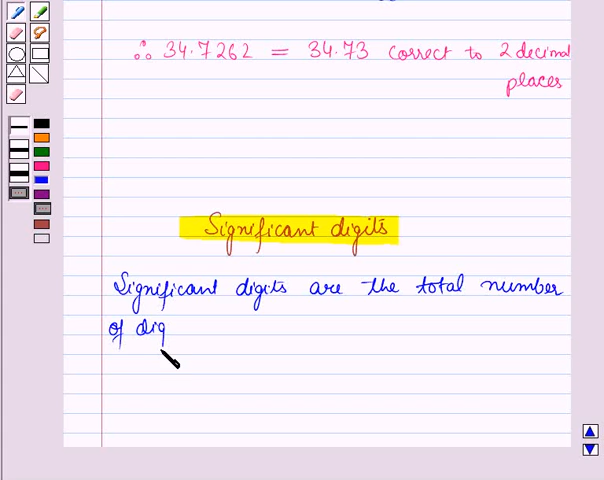 ∴ 34.7262 = 34.73 correct to 2 decimal
places
Significant digits
Significant digits are the total number
of dig